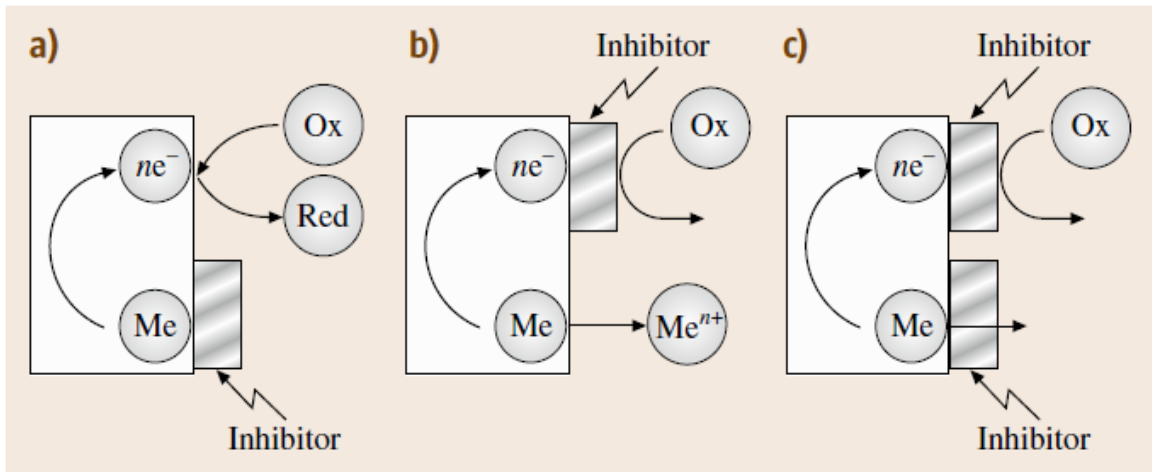 a)
Ox
ne⁻
Red
Me
Inhibitor
b)
Inhibitor
Ox
ne⁻
Me
Meⁿ⁺
c)
Inhibitor
Ox
ne⁻
Me
Inhibitor